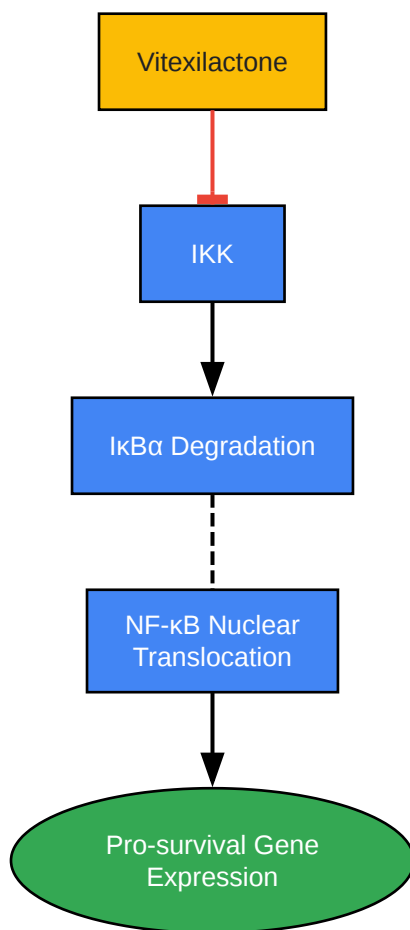 Vitexilactone
IKK
IκBα Degradation
NF-κB Nuclear
Translocation
Pro-survival Gene
Expression